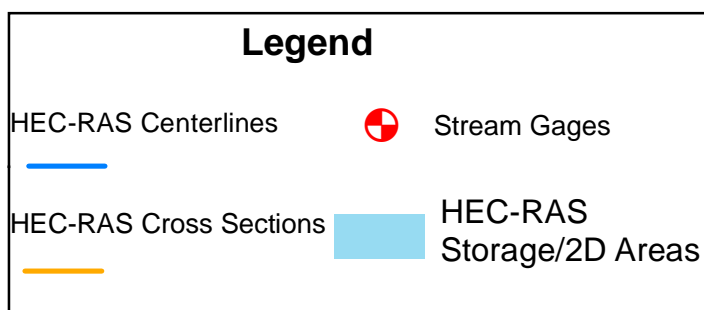 Legend
HEC-RAS Centerlines
Stream Gages
HEC-RAS Cross Sections
HEC-RAS
Storage/2D Areas